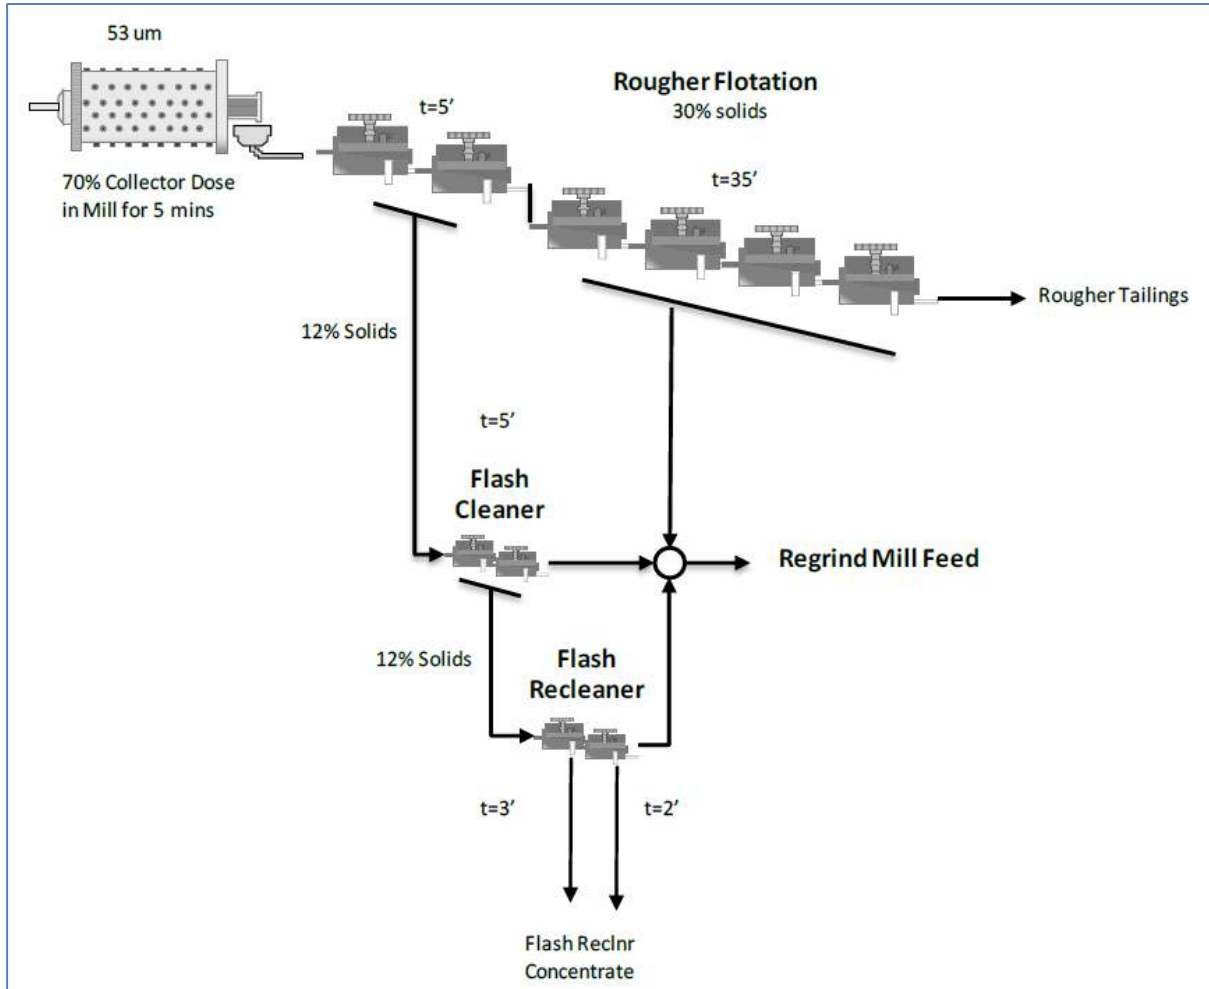 53 um
Rougher Flotation
30% solids
t=5’
t=35’
70% Collector Dose
in Mill for 5 mins
Rougher Tailings
12% Solids
t=5’
Flash
Cleaner
Regrind Mill Feed
12% Solids
Flash
Recleaner
t=3’
t=2’
Flash Reclnr
Concentrate